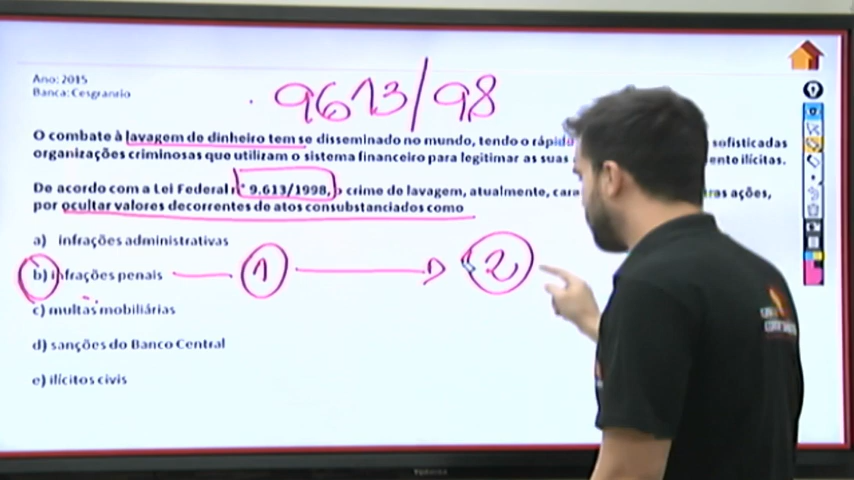 Ano: 2015
Banca: Cesgranrio
9613/98
O combate à lavagem de dinheiro tem se disseminado no mundo, tendo o rápid sofisticadas
organizações criminosas que utilizam o sistema financeiro para legitimar as suas ente ilícitas.
De acordo com a Lei Federal n° 9.613/1998, o crime de lavagem, atualmente, cara ras ações,
por ocultar valores decorrentes de atos consubstanciados como
a) infrações administrativas
b) infrações penais 1 2
c) multas mobiliárias
d) sanções do Banco Central
e) ilícitos civis